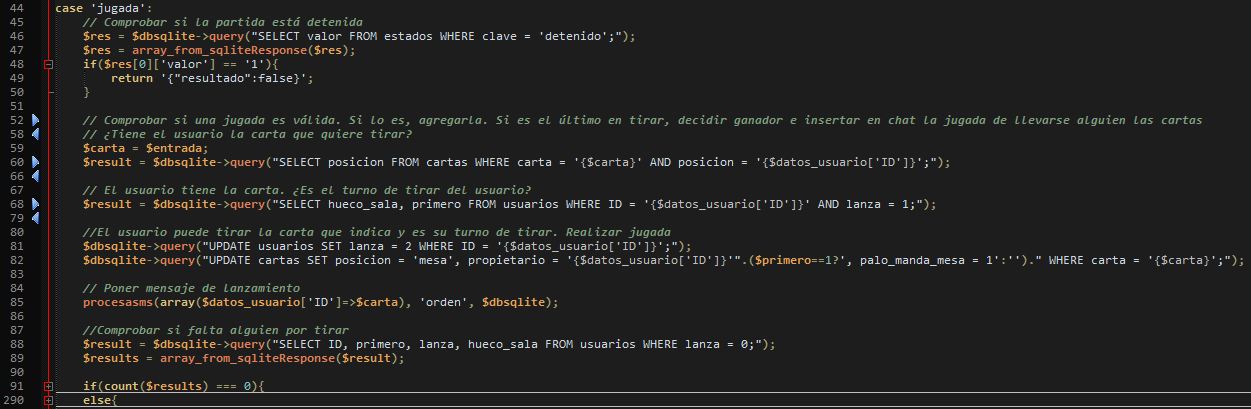 44 case 'jugada':
45 // Comprobar si la partida está detenida
46 $res = $dbsqlite->query("SELECT valor FROM estados WHERE clave = 'detenido';");
47 $res = array_from_sqliteResponse($res);
48 if($res[0]['valor'] == '1'){
49 return '{"resultado":false}';
50 }
51
52 // Comprobar si una jugada es válida. Si lo es, agregarla. Si es el último en tirar, decidir ganador e insertar en chat la jugada de llevarse alguien las cartas
58 // ¿Tiene el usuario la carta que quiere tirar?
59 $carta = $entrada;
60 $result = $dbsqlite->query("SELECT posicion FROM cartas WHERE carta = '{$carta}' AND posicion = '{$datos_usuario['ID']}';");
66
67 // El usuario tiene la carta. ¿Es el turno de tirar del usuario?
68 $result = $dbsqlite->query("SELECT hueco_sala, primero FROM usuarios WHERE ID = '{$datos_usuario['ID']}' AND lanza = 1;");
79
80 //El usuario puede tirar la carta que indica y es su turno de tirar. Realizar jugada
81 $dbsqlite->query("UPDATE usuarios SET lanza = 2 WHERE ID = '{$datos_usuario['ID']}';");
82 $dbsqlite->query("UPDATE cartas SET posicion = 'mesa', propietario = '{$datos_usuario['ID']}'".($primero==1?', palo_manda_mesa = 1':'')." WHERE carta = '{$carta}';");
83
84 // Poner mensaje de lanzamiento
85 procesasms(array($datos_usuario['ID']=>$carta), 'orden', $dbsqlite);
86
87 //Comprobar si falta alguien por tirar
88 $result = $dbsqlite->query("SELECT ID, primero, lanza, hueco_sala FROM usuarios WHERE lanza = 0;");
89 $results = array_from_sqliteResponse($result);
90
91 if(count($results) === 0){
290 else{